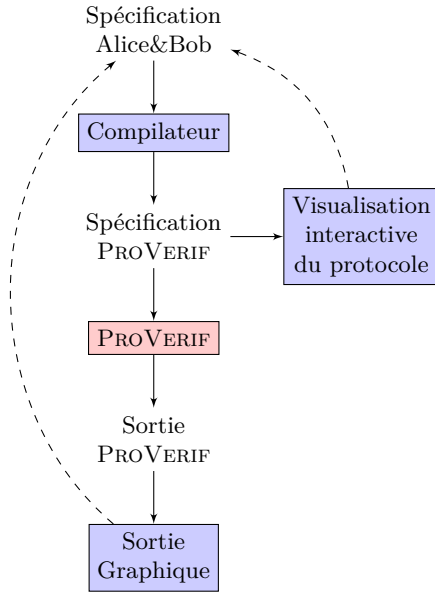 Spécification
Alice&Bob
Compilateur
Spécification
PROVERIF
Visualisation
interactive
du protocole
PROVERIF
Sortie
PROVERIF
Sortie
Graphique